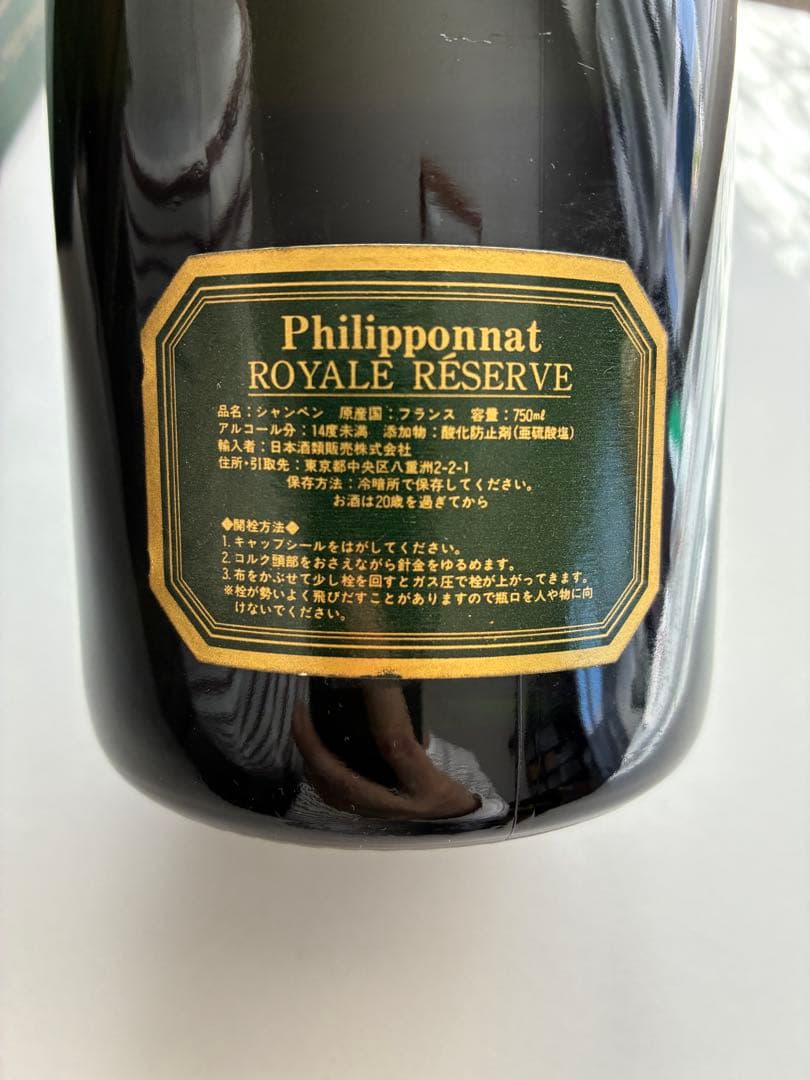 Philipponnat
ROYALE RÉSERVE
品名：シャンペン 原産国：フランス 容量：750㎖
アルコール分：14度未満 添加物：酸化防止剤(亜硫酸塩)
輸入者：日本酒類販売株式会社
住所・引取先：東京都中央区八重洲2-2-1
保存方法：冷暗所で保存してください。
お酒は20歳を過ぎてから
◆開栓方法◆
1. キャップシールをはがしてください。
2. コルク頭部をおさえながら針金をゆるめます。
3. 布をかぶせて少し栓を回すとガス圧で栓が上がってきます。
※栓が勢いよく飛びだすことがありますので瓶口を人や物に向
けないでください。